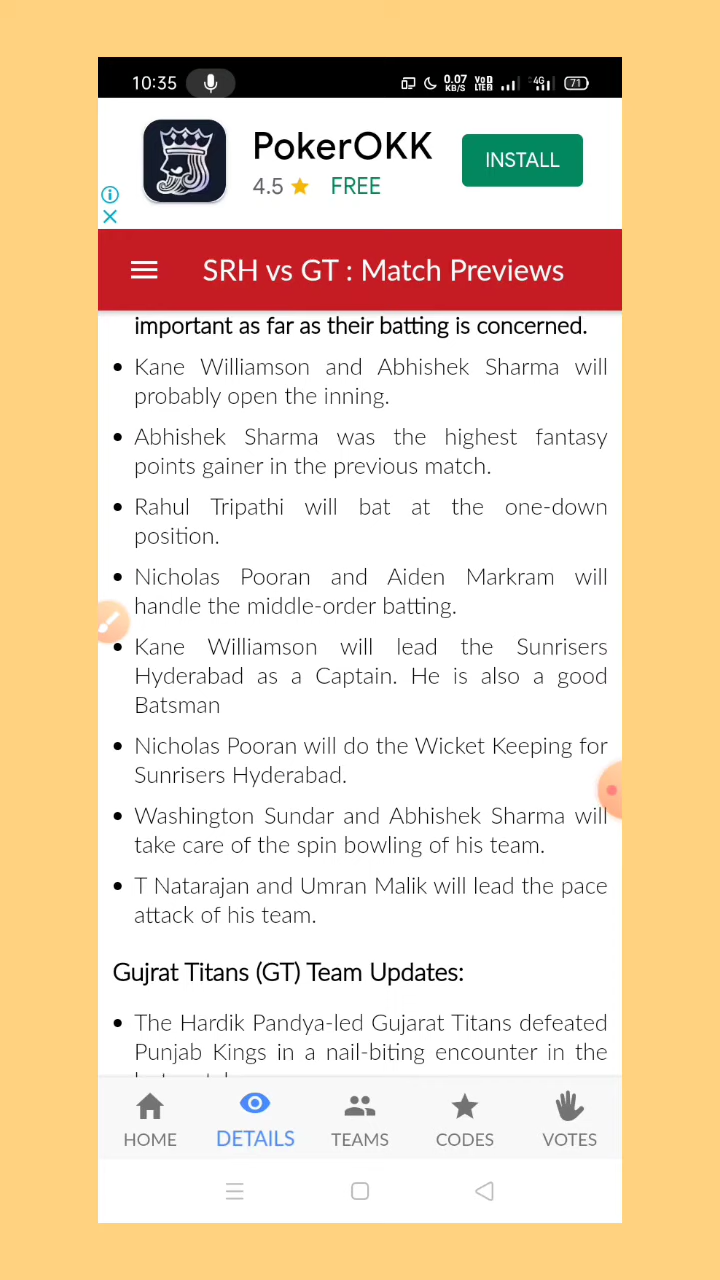 10:35
0.07 KB/S
VoD LTE2
4G
71
PokerOKK
4.5 FREE
INSTALL
SRH vs GT : Match Previews
important as far as their batting is concerned.
Kane Williamson and Abhishek Sharma will
probably open the inning.
Abhishek Sharma was the highest fantasy
points gainer in the previous match.
Rahul Tripathi will bat at the one-down
position.
Nicholas Pooran and Aiden Markram will
handle the middle-order batting.
Kane Williamson will lead the Sunrisers
Hyderabad as a Captain. He is also a good
Batsman
Nicholas Pooran will do the Wicket Keeping for
Sunrisers Hyderabad.
Washington Sundar and Abhishek Sharma will
take care of the spin bowling of his team.
T Natarajan and Umran Malik will lead the pace
attack of his team.
Gujrat Titans (GT) Team Updates:
The Hardik Pandya-led Gujarat Titans defeated
Punjab Kings in a nail-biting encounter in the
HOME DETAILS TEAMS CODES VOTES